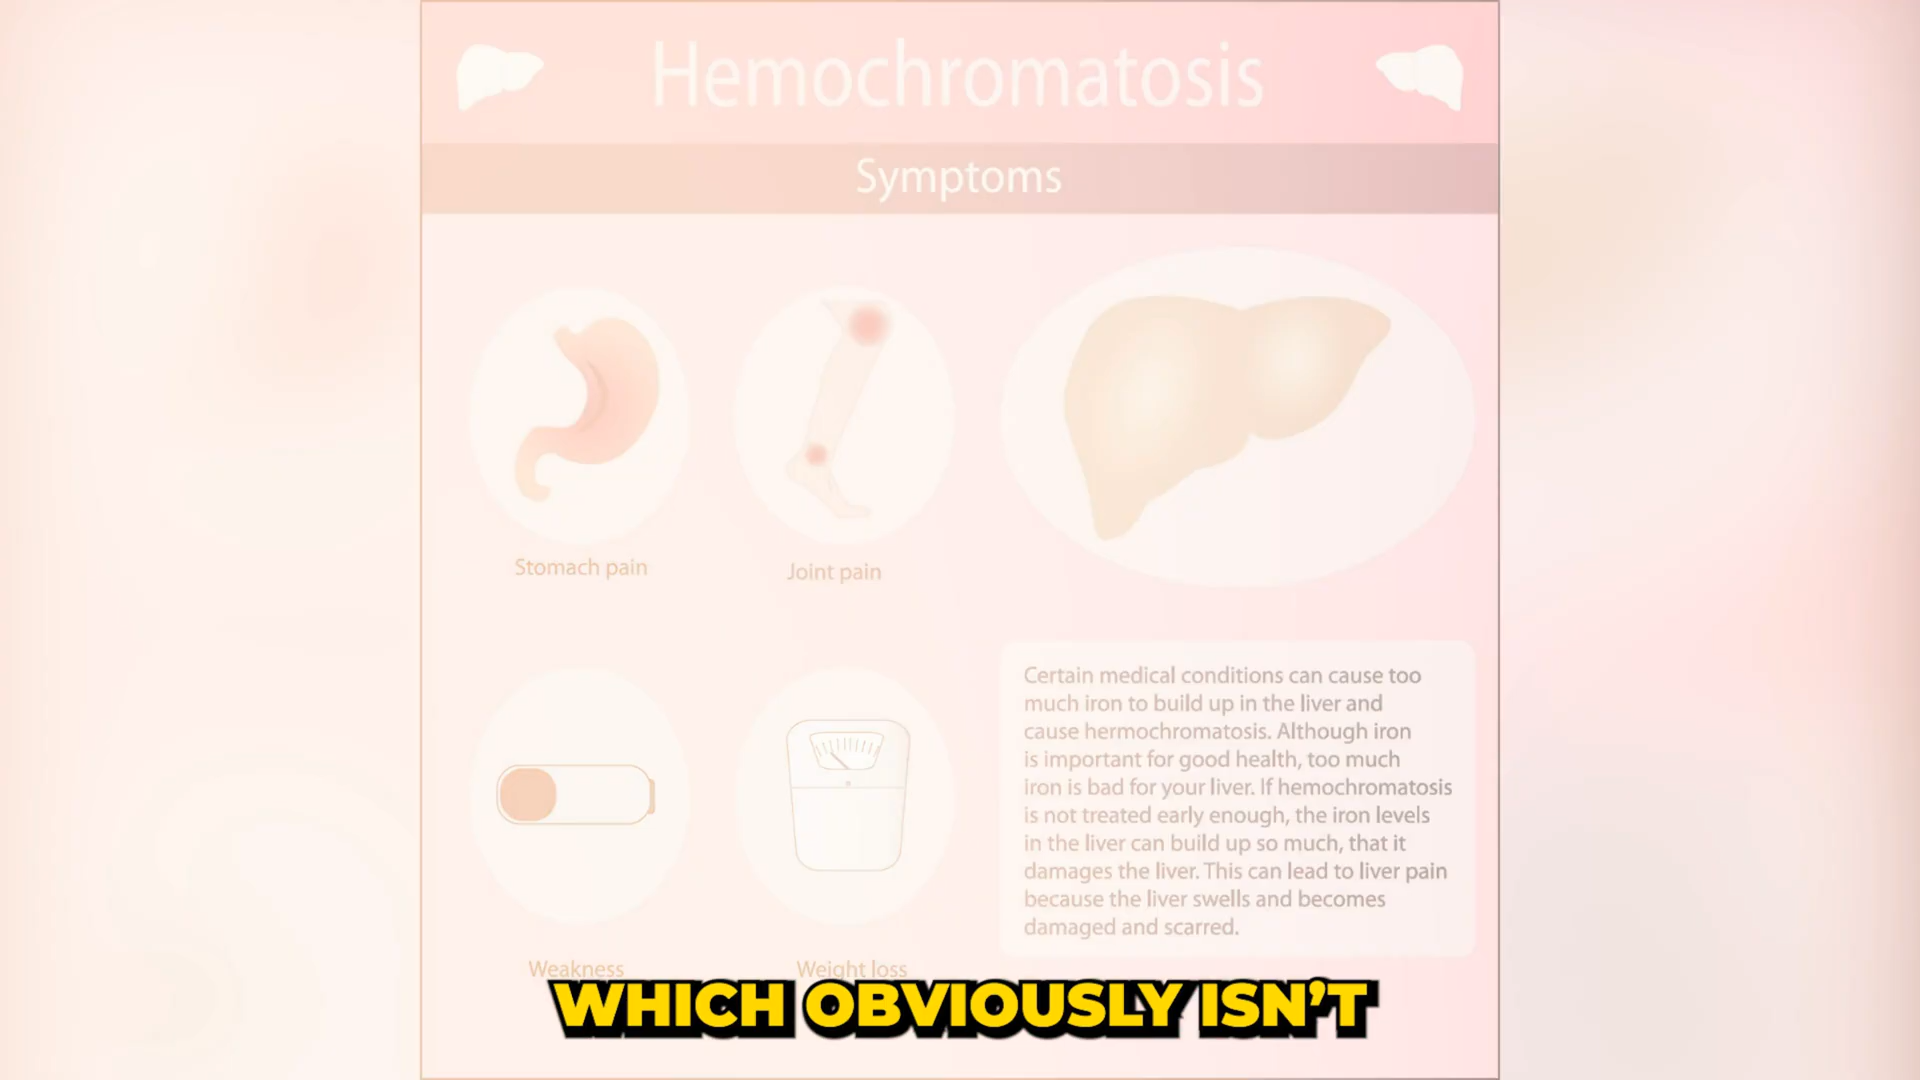 Hemochromatosis
Symptoms
Stomach pain
Joint pain
Certain medical conditions can cause too
much iron to build up in the liver and
cause hermochromatosis. Although iron
is important for good health, too much
iron is bad for your liver. If hemochromatosis
is not treated early enough, the iron levels
in the liver can build up so much, that it
damages the liver. This can lead to liver pain
because the liver swells and becomes
damaged and scarred.
Weakness
Weight loss
WHICH OBVIOUSLY ISN'T